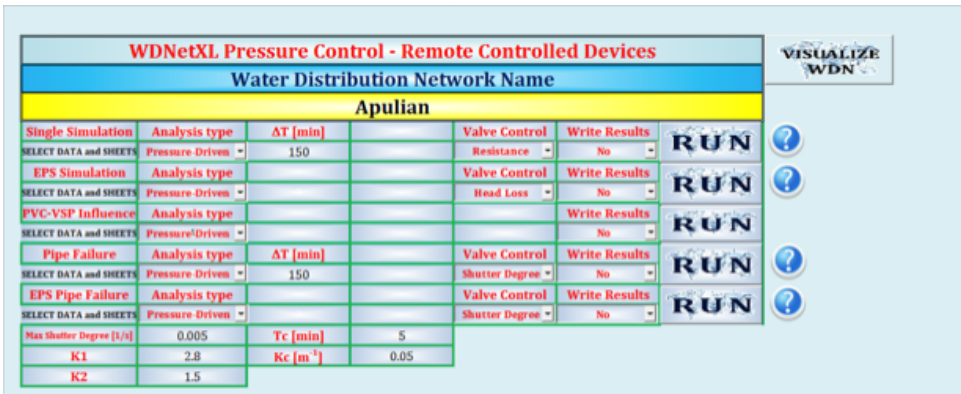 WDNetXL Pressure Control - Remote Controlled Devices
VISUALIZE
WDN
Water Distribution Network Name
Apulian
Single Simulation Analysis type ΔT [min] Valve Control Write Results RUN ?
SELECT DATA and SHEETS Pressure-Driven 150 Resistance No
EPS Simulation Analysis type Valve Control Write Results RUN ?
SELECT DATA and SHEETS Pressure-Driven Head Loss No
PVC-VSP Influence Analysis type Write Results RUN
SELECT DATA and SHEETS Pressure-Driven No
Pipe Failure Analysis type ΔT [min] Valve Control Write Results RUN ?
SELECT DATA and SHEETS Pressure-Driven 150 Shutter Degree No
EPS Pipe Failure Analysis type Valve Control Write Results RUN ?
SELECT DATA and SHEETS Pressure-Driven Shutter Degree No
Max Shutter Degree [1/s] 0.005 Tc [min] 5
K1 2.8 Kc [m⁻¹] 0.05
K2 1.5